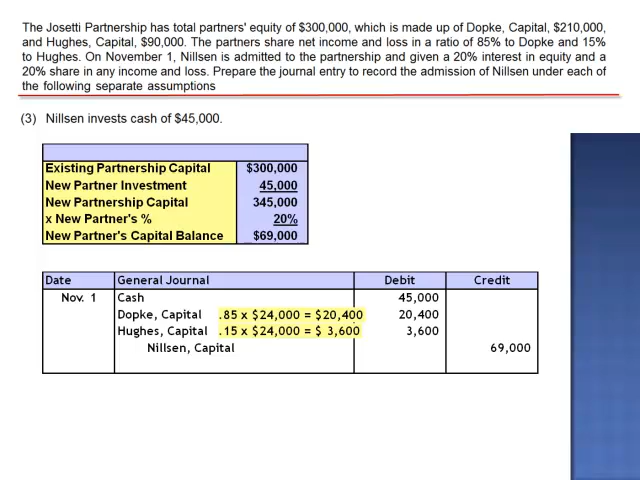 The Josetti Partnership has total partners' equity of $300,000, which is made up of Dopke, Capital, $210,000,
and Hughes, Capital, $90,000. The partners share net income and loss in a ratio of 85% to Dopke and 15%
to Hughes. On November 1, Nillsen is admitted to the partnership and given a 20% interest in equity and a
20% share in any income and loss. Prepare the journal entry to record the admission of Nillsen under each of
the following separate assumptions
(3) Nillsen invests cash of $45,000.
Existing Partnership Capital $300,000
New Partner Investment 45,000
New Partnership Capital 345,000
x New Partner's % 20%
New Partner's Capital Balance $69,000
Date General Journal Debit Credit
Nov. 1 Cash 45,000
Dopke, Capital .85 x $24,000 = $20,400 20,400
Hughes, Capital .15 x $24,000 = $ 3,600 3,600
Nillsen, Capital 69,000